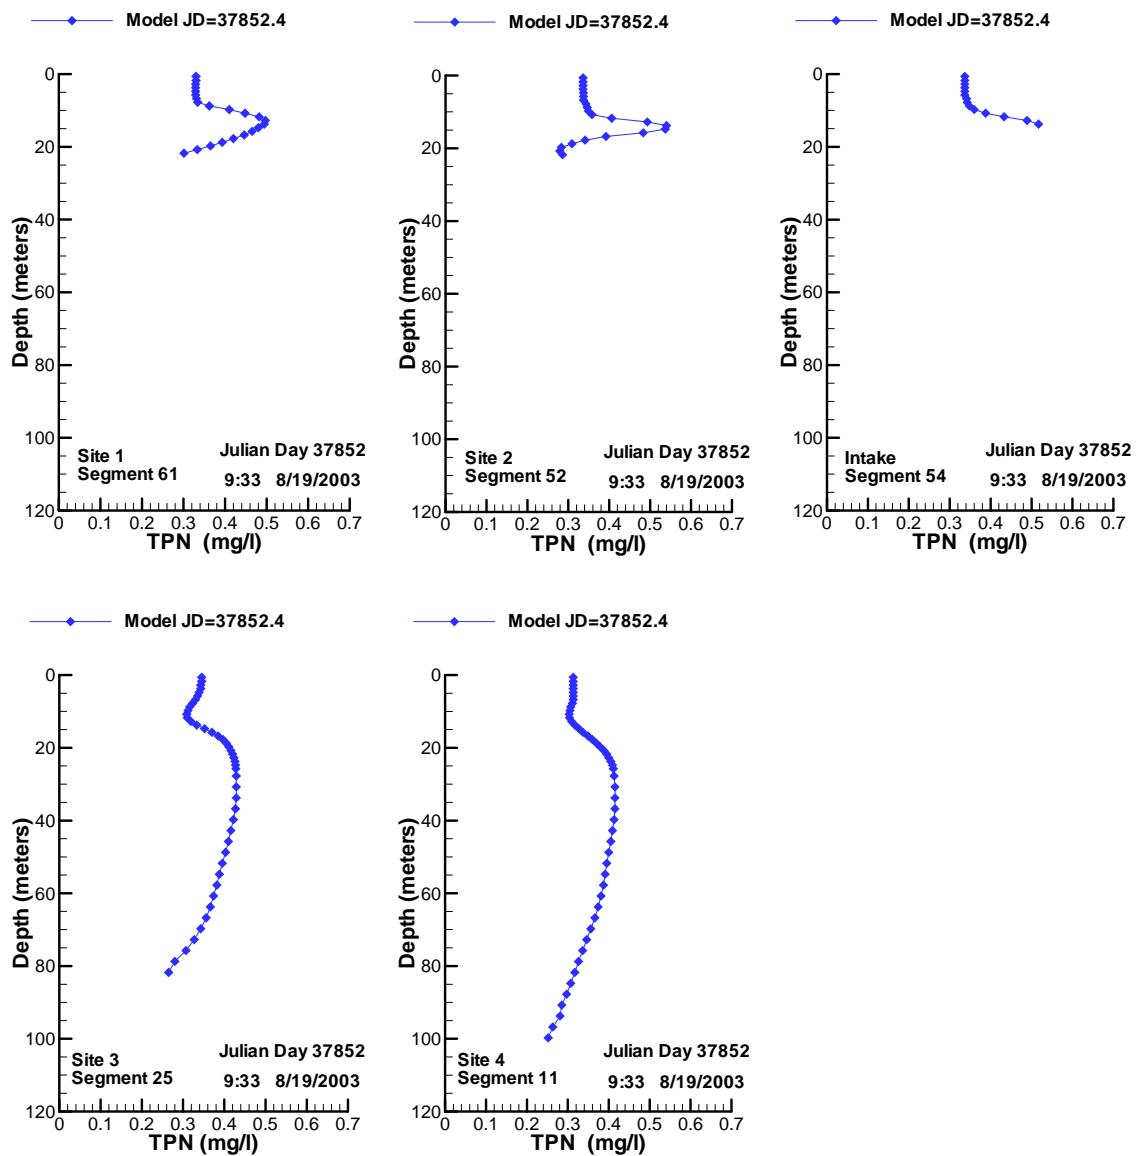 Model JD=37852.4
0
20
40
60
80
100
120
Depth (meters)
Site 1
Segment 61
Julian Day 37852
9:33 8/19/2003
0 0.1 0.2 0.3 0.4 0.5 0.6 0.7
TPN (mg/l)
Model JD=37852.4
0
20
40
60
80
100
120
Depth (meters)
Site 2
Segment 52
Julian Day 37852
9:33 8/19/2003
0 0.1 0.2 0.3 0.4 0.5 0.6 0.7
TPN (mg/l)
Model JD=37852.4
0
20
40
60
80
100
120
Depth (meters)
Intake
Segment 54
Julian Day 37852
9:33 8/19/2003
0 0.1 0.2 0.3 0.4 0.5 0.6 0.7
TPN (mg/l)
Model JD=37852.4
0
20
40
60
80
100
120
Depth (meters)
Site 3
Segment 25
Julian Day 37852
9:33 8/19/2003
0 0.1 0.2 0.3 0.4 0.5 0.6 0.7
TPN (mg/l)
Model JD=37852.4
0
20
40
60
80
100
120
Depth (meters)
Site 4
Segment 11
Julian Day 37852
9:33 8/19/2003
0 0.1 0.2 0.3 0.4 0.5 0.6 0.7
TPN (mg/l)